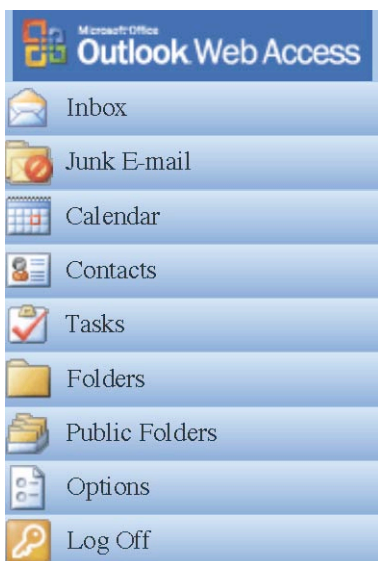 Microsoft Office
Outlook Web Access
Inbox
Junk E-mail
Calendar
Contacts
Tasks
Folders
Public Folders
Options
Log Off